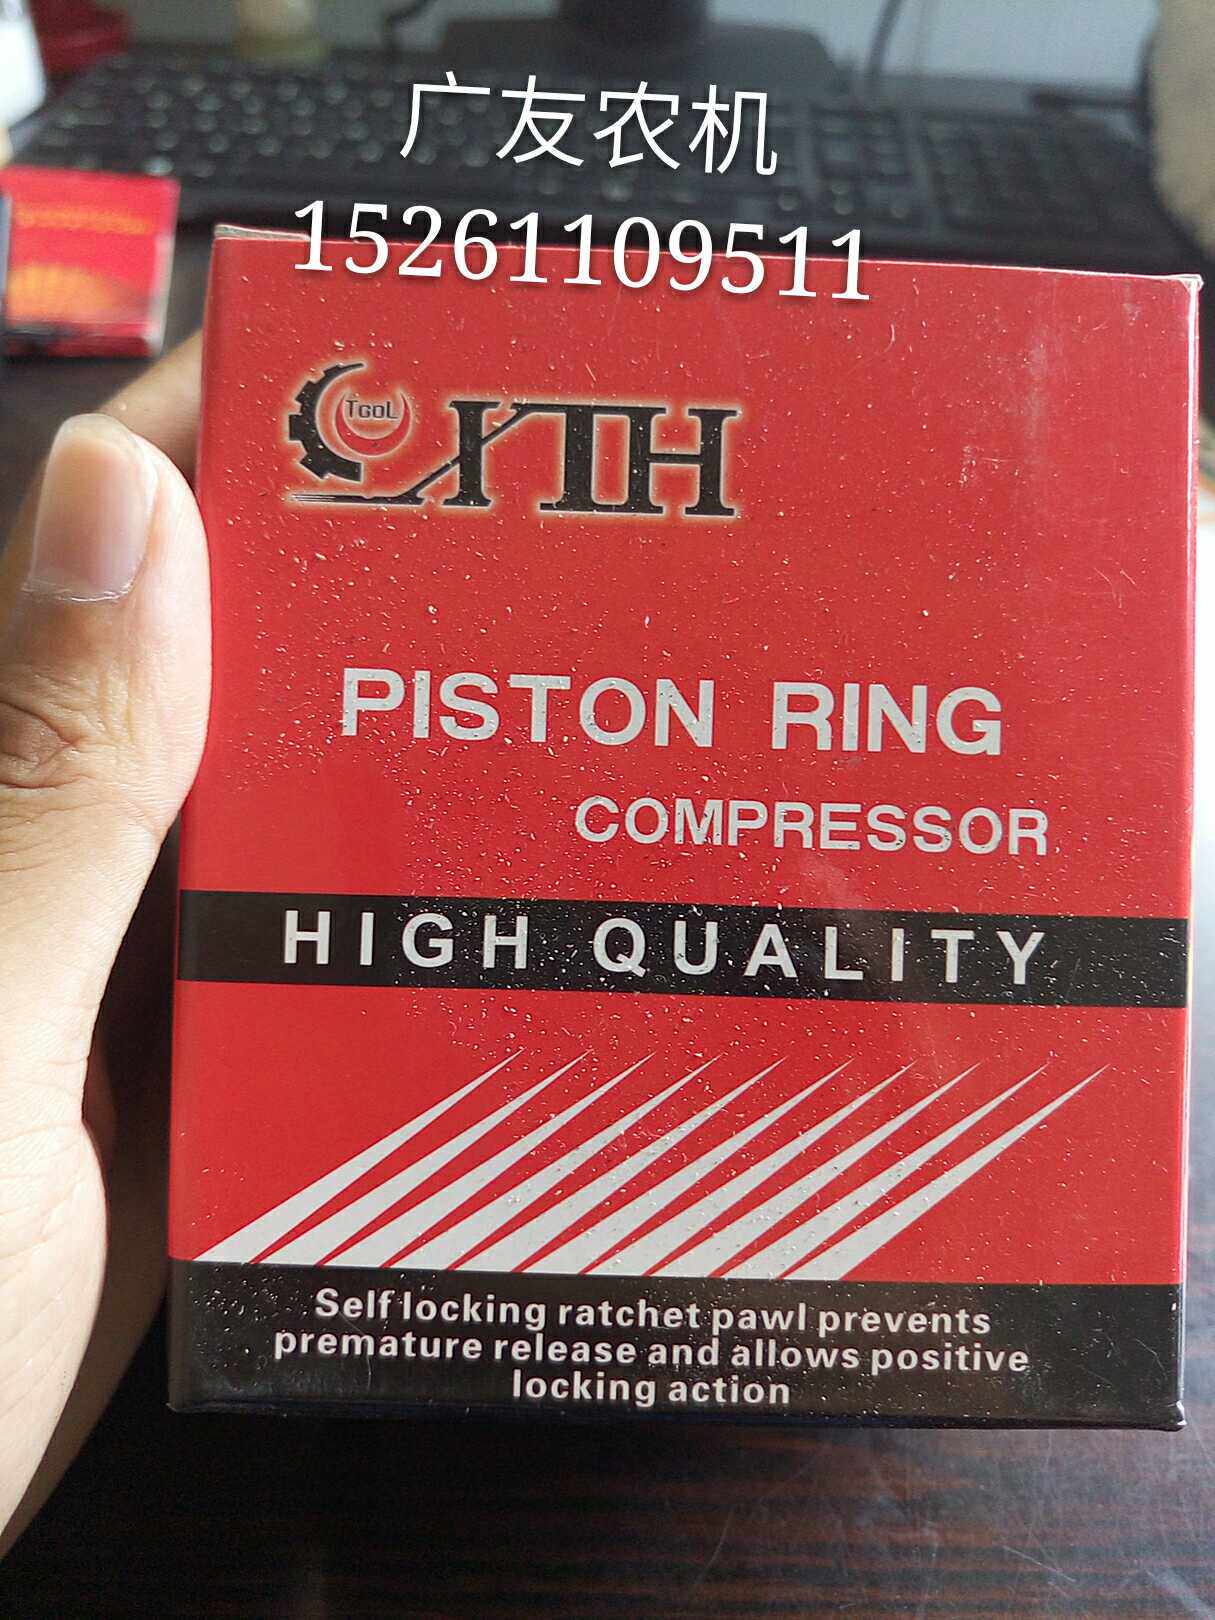 广友农机
15261109511
TGOL
XTH
PISTON RING
COMPRESSOR
HIGH QUALITY
Self locking ratchet pawl prevents
premature release and allows positive
locking action